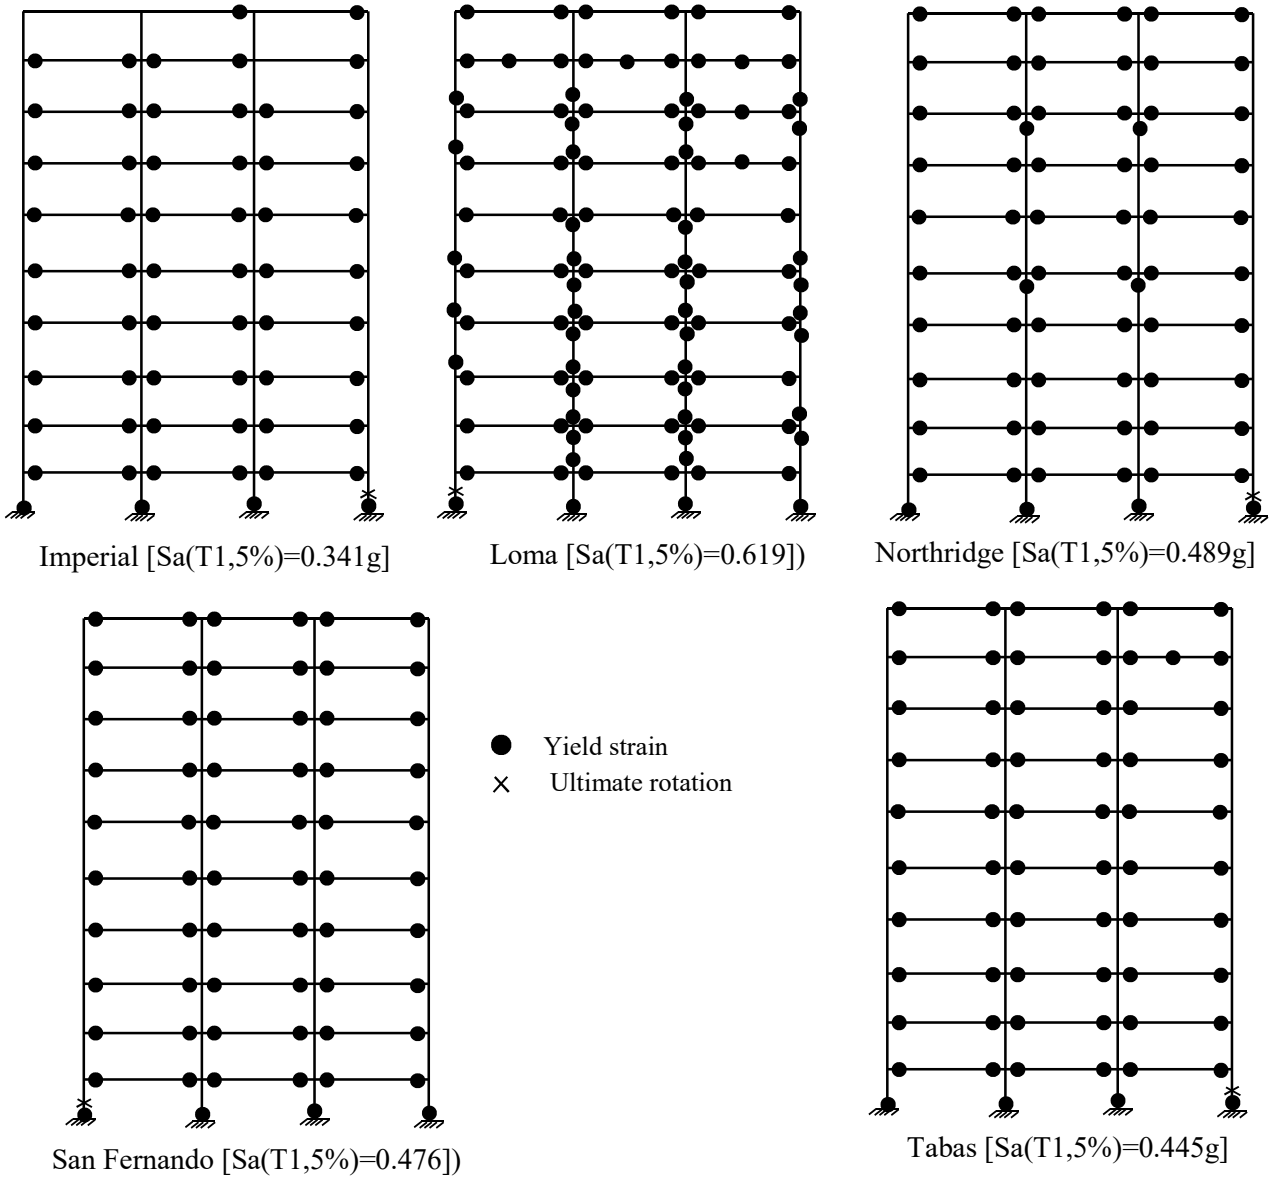 Imperial [Sa(T1,5%)=0.341g]
Loma [Sa(T1,5%)=0.619])
Northridge [Sa(T1,5%)=0.489g]
Yield strain
Ultimate rotation
San Fernando [Sa(T1,5%)=0.476])
Tabas [Sa(T1,5%)=0.445g]